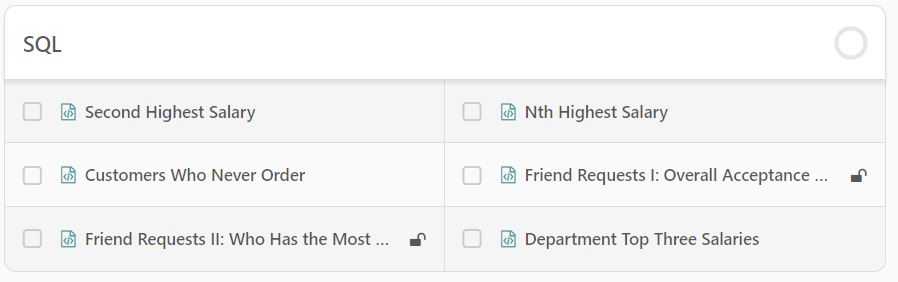 SQL
Second Highest Salary
Nth Highest Salary
Customers Who Never Order
Friend Requests I: Overall Acceptance ...
Friend Requests II: Who Has the Most ...
Department Top Three Salaries